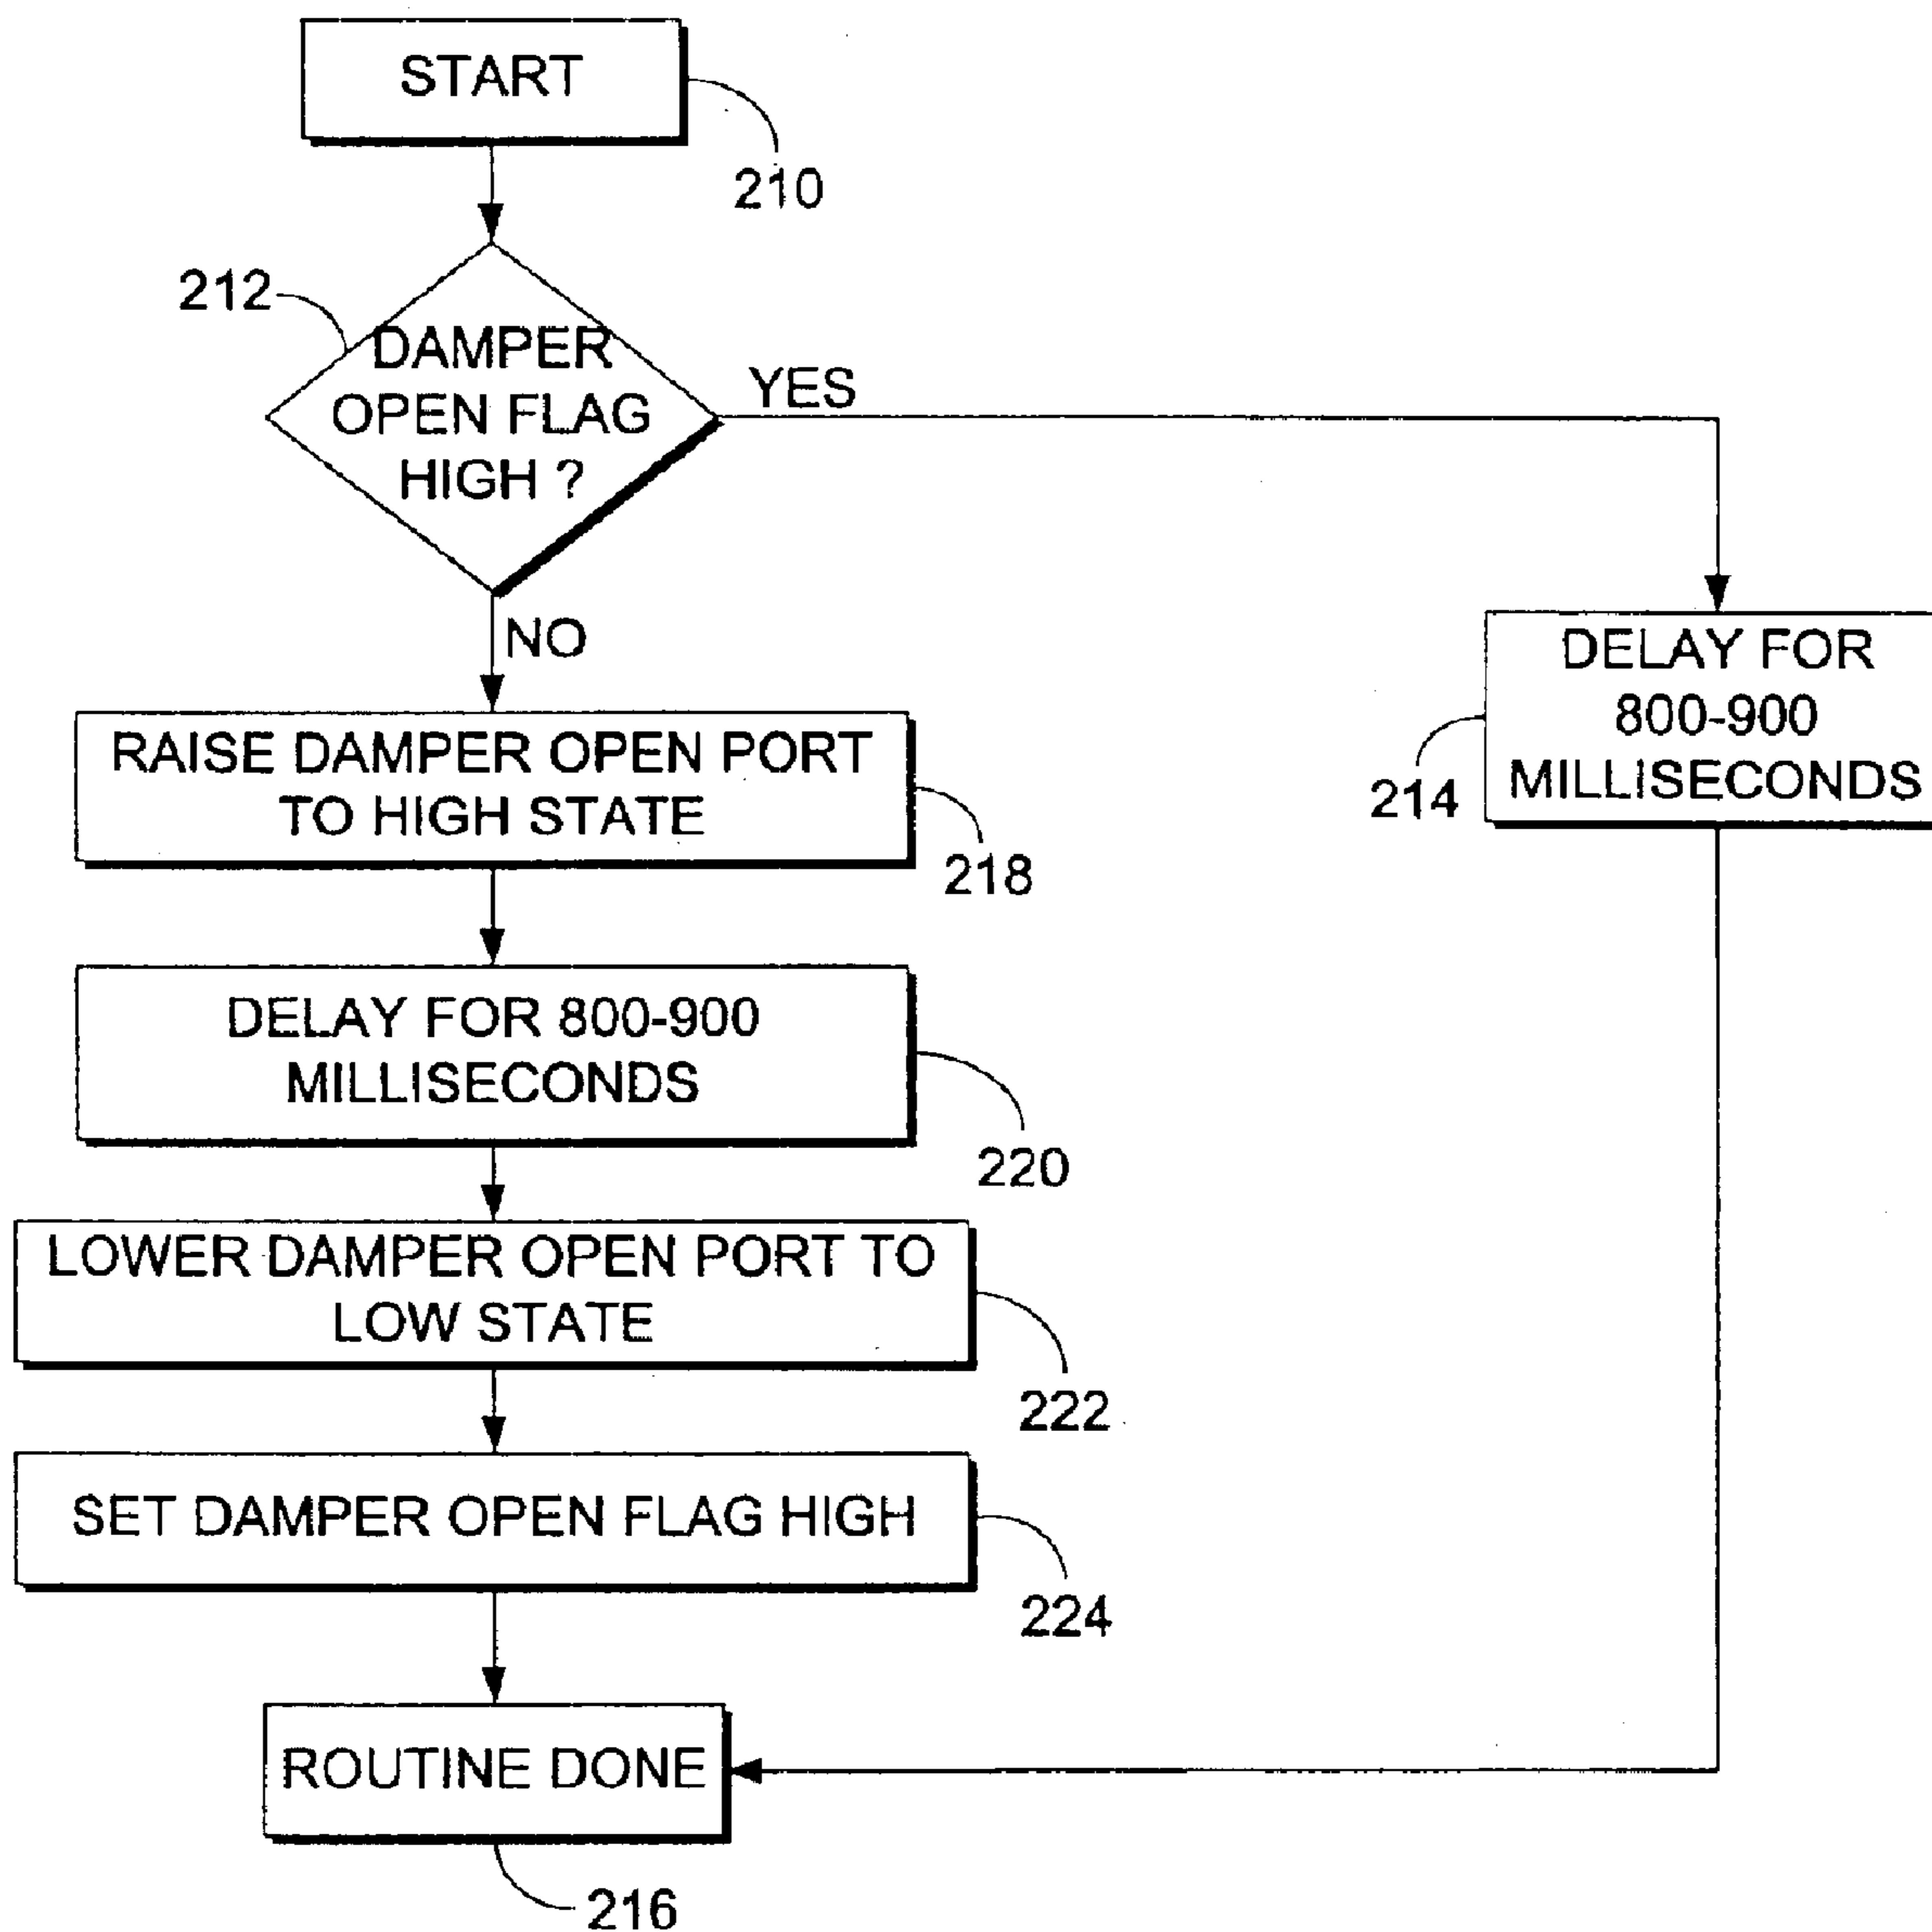 START
210
212
DAMPER
OPEN FLAG
HIGH ?
YES
NO
DELAY FOR
800-900
MILLISECONDS
214
RAISE DAMPER OPEN PORT
TO HIGH STATE
218
DELAY FOR 800-900
MILLISECONDS
220
LOWER DAMPER OPEN PORT TO
LOW STATE
222
SET DAMPER OPEN FLAG HIGH
224
ROUTINE DONE
216